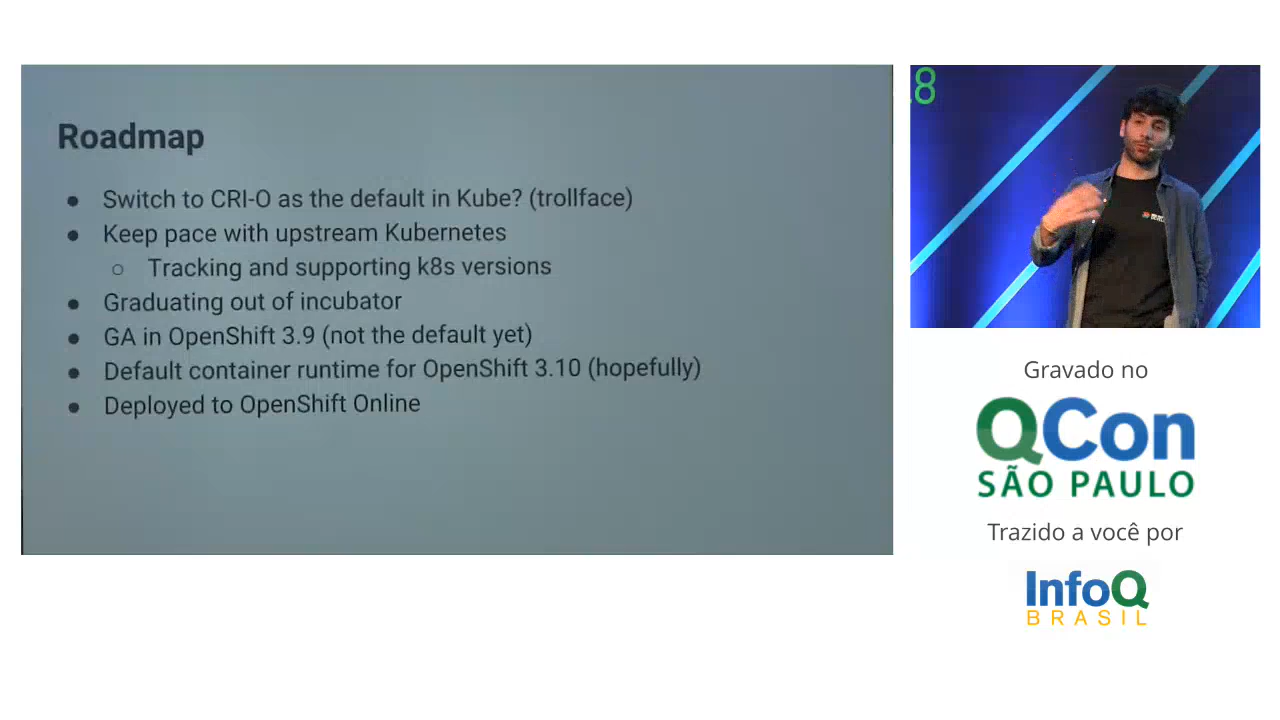 Roadmap
● Switch to CRI-O as the default in Kube? (trollface)
● Keep pace with upstream Kubernetes
○ Tracking and supporting k8s versions
● Graduating out of incubator
● GA in OpenShift 3.9 (not the default yet)
● Default container runtime for OpenShift 3.10 (hopefully)
● Deployed to OpenShift Online
.8
Gravado no
QCon
SÃO PAULO
Trazido a você por
InfoQ
BRASIL